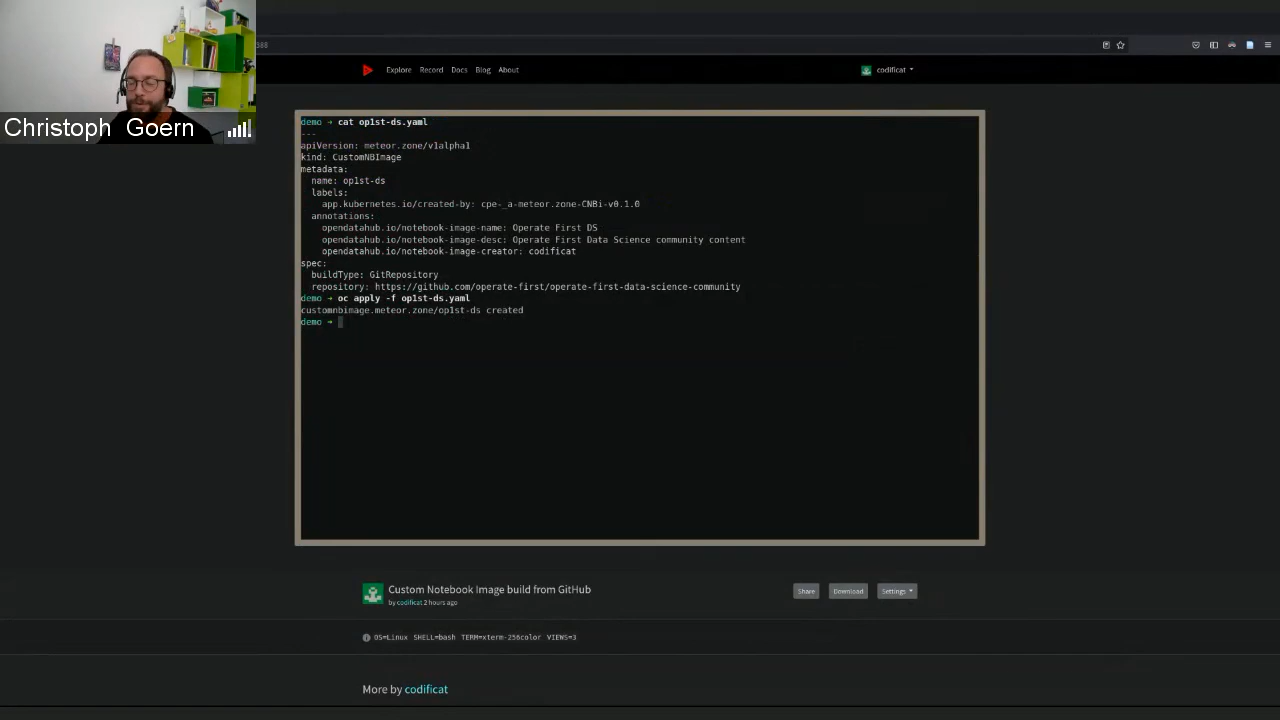 Christoph Goern
388
Explore Record Docs Blog About
codificat
demo → cat op1st-ds.yaml
---
apiVersion: meteor.zone/v1alpha1
kind: CustomNBImage
metadata:
  name: op1st-ds
  labels:
    app.kubernetes.io/created-by: cpe-_a-meteor.zone-CNBi-v0.1.0
  annotations:
    opendatahub.io/notebook-image-name: Operate First DS
    opendatahub.io/notebook-image-desc: Operate First Data Science community content
    opendatahub.io/notebook-image-creator: codificat
spec:
  buildType: GitRepository
  repository: https://github.com/operate-first/operate-first-data-science-community
demo → oc apply -f op1st-ds.yaml
customnbimage.meteor.zone/op1st-ds created
demo →
Custom Notebook Image build from GitHub
by codificat 2 hours ago
Share Download Settings
OS=Linux SHELL=bash TERM=xterm-256color VIEWS=3
More by codificat